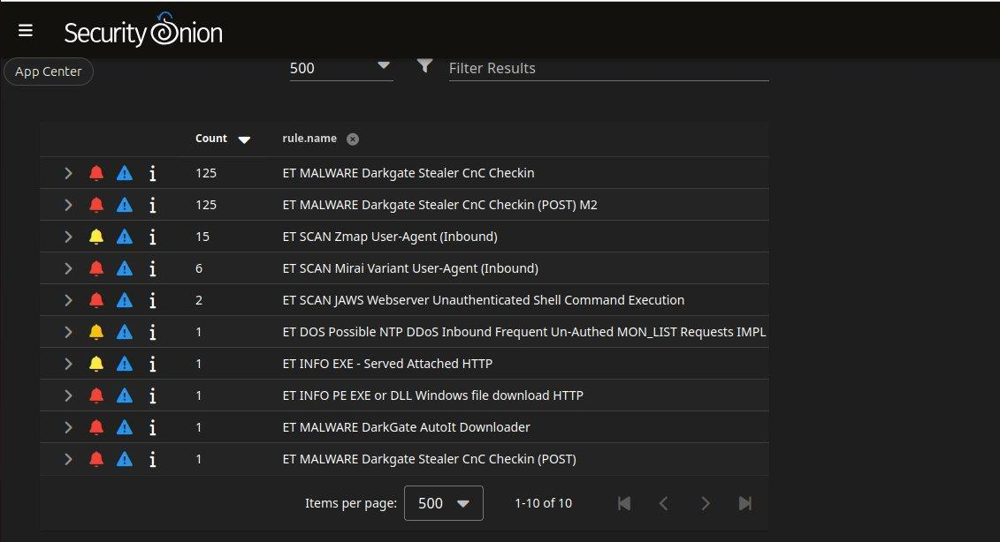 Security Onion
App Center
500 Filter Results
Count rule.name
125 ET MALWARE Darkgate Stealer CnC Checkin
125 ET MALWARE Darkgate Stealer CnC Checkin (POST) M2
15 ET SCAN Zmap User-Agent (Inbound)
6 ET SCAN Mirai Variant User-Agent (Inbound)
2 ET SCAN JAWS Webserver Unauthenticated Shell Command Execution
1 ET DOS Possible NTP DDoS Inbound Frequent Un-Authed MON_LIST Requests IMPL
1 ET INFO EXE - Served Attached HTTP
1 ET INFO PE EXE or DLL Windows file download HTTP
1 ET MALWARE DarkGate AutoIt Downloader
1 ET MALWARE Darkgate Stealer CnC Checkin (POST)
Items per page: 500 1-10 of 10